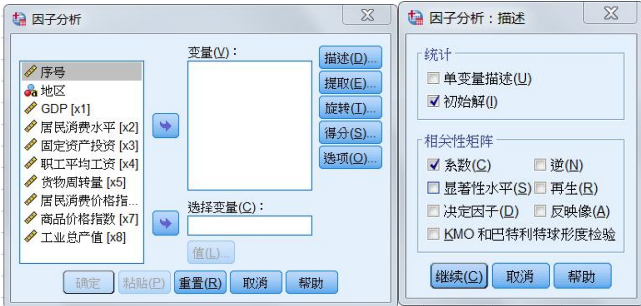 因子分析
变量(V)：
序号
地区
GDP [x1]
居民消费水平 [x2]
固定资产投资 [x3]
职工平均工资 [x4]
货物周转量 [x5]
居民消费价格指...
商品价格指数 [x7]
工业总产值 [x8]
描述(D)...
提取(E)...
旋转(T)...
得分(S)...
选项(O)...
选择变量(C)：
值(L)...
确定 粘贴(P) 重置(R) 取消 帮助
因子分析：描述
统计
单变量描述(U)
初始解(I)
相关性矩阵
系数(C) 逆(N)
显著性水平(S) 再生(R)
决定因子(D) 反映像(A)
KMO 和巴特利特球形度检验
继续(C) 取消 帮助